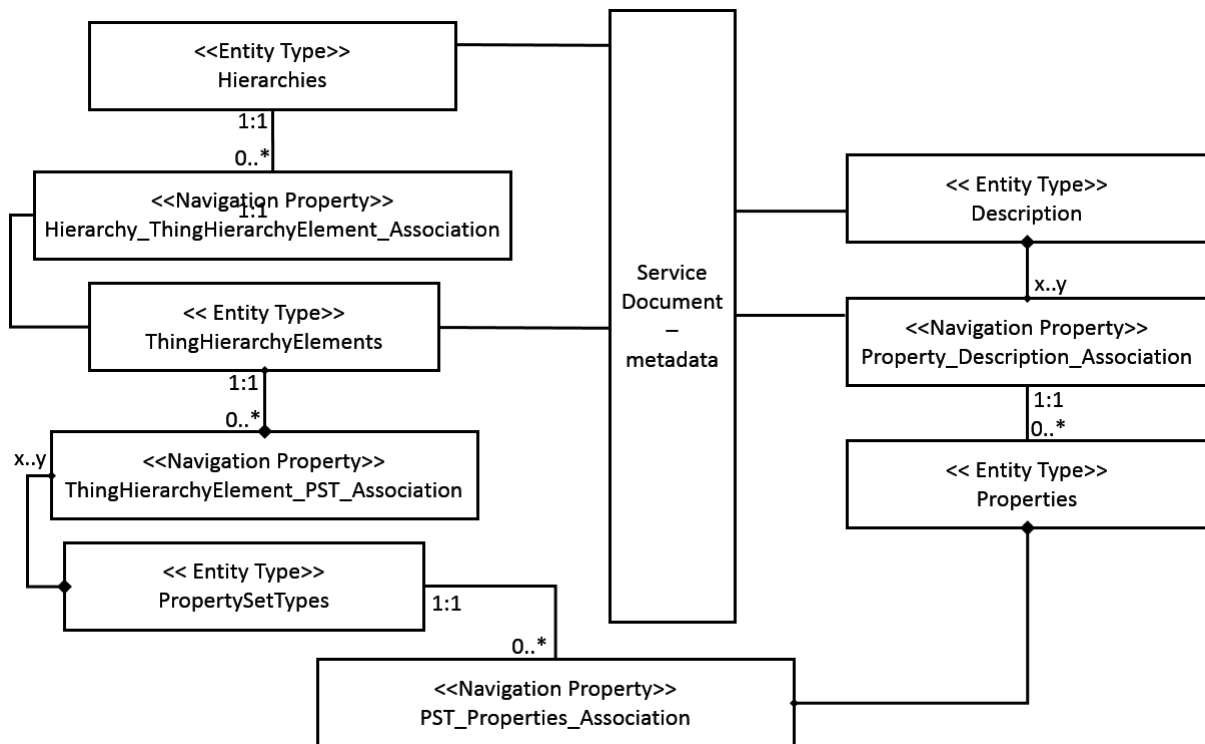 <<Entity Type>>
Hierarchies
1:1
0..*
<<Navigation Property>>
1:1
Hierarchy_ThingHierarchyElement_Association
<< Entity Type>>
ThingHierarchyElements
1:1
0..*
x..y
<<Navigation Property>>
ThingHierarchyElement_PST_Association
<< Entity Type>>
PropertySetTypes
1:1
0..*
<<Navigation Property>>
PST_Properties_Association
Service
Document
–
metadata
<< Entity Type>>
Description
x..y
<<Navigation Property>>
Property_Description_Association
1:1
0..*
<< Entity Type>>
Properties